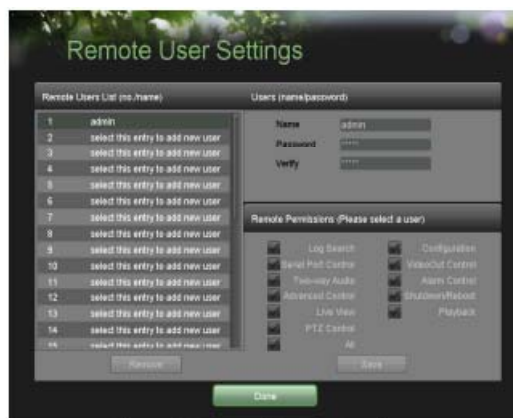 Remote User Settings
Remote Users List (no./name)
1 admin
2 select this entry to add new user
3 select this entry to add new user
4 select this entry to add new user
5 select this entry to add new user
6 select this entry to add new user
7 select this entry to add new user
8 select this entry to add new user
9 select this entry to add new user
10 select this entry to add new user
11 select this entry to add new user
12 select this entry to add new user
13 select this entry to add new user
14 select this entry to add new user
15 select this entry to add new user
Remove
Users (name/password)
Name admin
Password *****
Verify *****
Remote Permissions (Please select a user)
Log Search Configuration
Serial Port Control VideoOut Control
Two-way Audio Alarm Control
Advanced Control Shutdown/Reboot
Live View Playback
PTZ Control
All
Save
Done